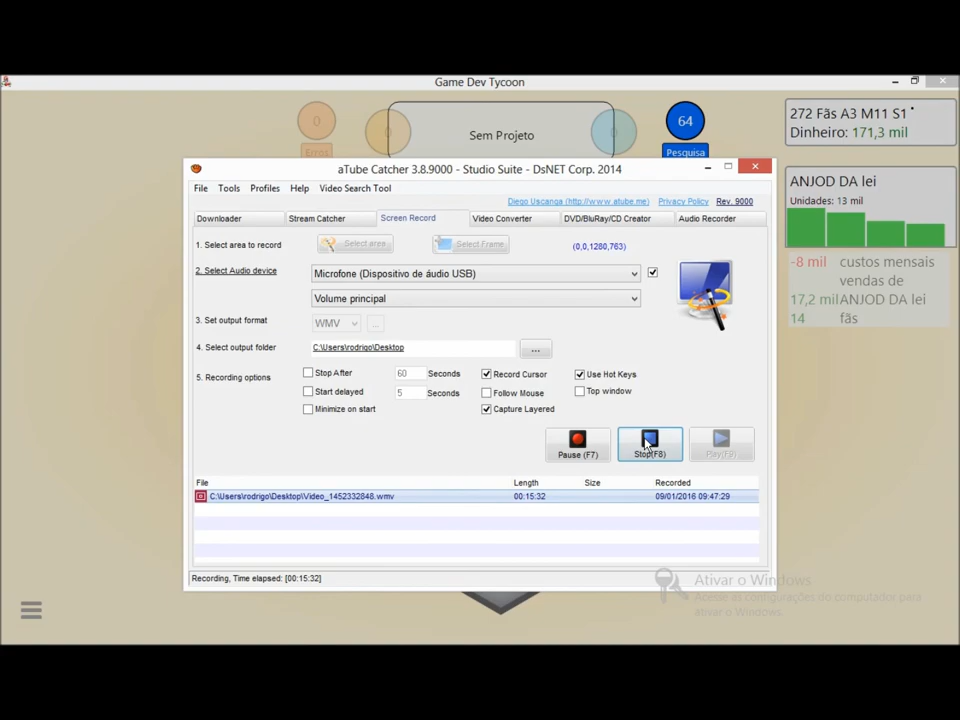 Game Dev Tycoon
0
0
Sem Projeto
0
64
Erros
Pesquisa
272 Fãs A3 M11 S1
Dinheiro: 171,3 mil
ANJOD DA lei
Unidades: 13 mil
-8 mil custos mensais
vendas de
17,2 mil ANJOD DA lei
14 fãs
aTube Catcher 3.8.9000 - Studio Suite - DsNET Corp. 2014
File Tools Profiles Help Video Search Tool
Diego Uscanga (http://www.atube.me) Privacy Policy Rev. 9000
Downloader Stream Catcher Screen Record Video Converter DVD/BluRay/CD Creator Audio Recorder
1. Select area to record Select area Select Frame (0,0,1280,763)
2. Select Audio device Microfone (Dispositivo de áudio USB)
Volume principal
3. Set output format WMV ...
4. Select output folder C:\Users\rodrigo\Desktop ...
5. Recording options
Stop After 60 Seconds Record Cursor Use Hot Keys
Start delayed 5 Seconds Follow Mouse Top window
Minimize on start Capture Layered
Pause (F7) Stop(F8) Play(F9)
File Length Size Recorded
C:\Users\rodrigo\Desktop\Video_1452332848.wmv 00:15:32 09/01/2016 09:47:29
Recording, Time elapsed: [00:15:32]
Ativar o Windows
Acesse as configurações do computador para
ativar o Windows.